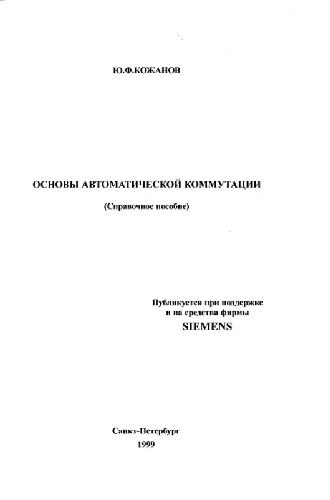 Ю.Ф.КОЖАНОВ
ОСНОВЫ АВТОМАТИЧЕСКОЙ КОММУТАЦИИ
(Справочное пособие)
Публикуется при поддержке
и на средства фирмы
SIEMENS
Санкт-Петербург
1999